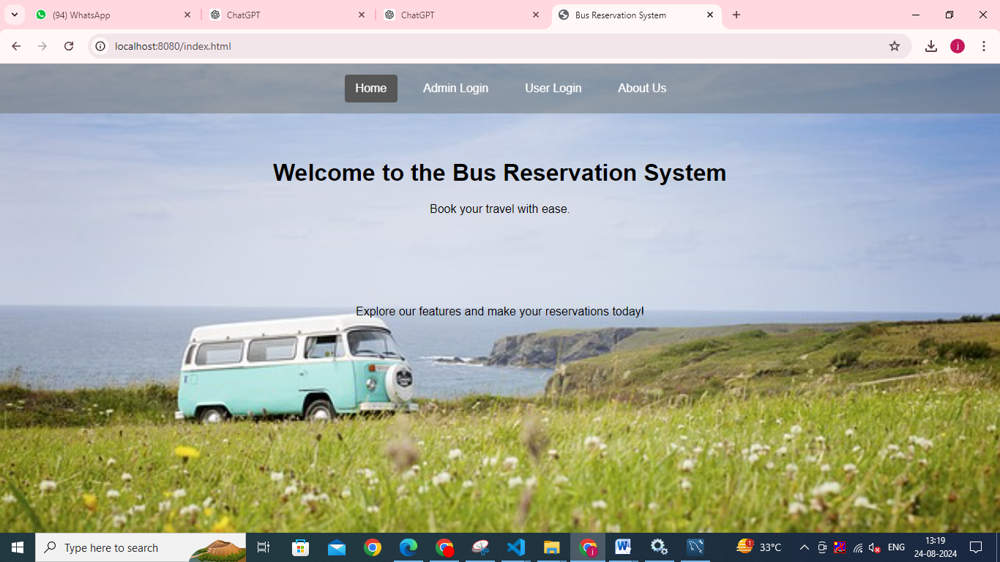 (94) WhatsApp
ChatGPT
ChatGPT
Bus Reservation System
localhost:8080/index.html
j
Home
Admin Login
User Login
About Us
Welcome to the Bus Reservation System
Book your travel with ease.
Explore our features and make your reservations today!
Type here to search
W
j
1
33°C
ENG
13:19
24-08-2024